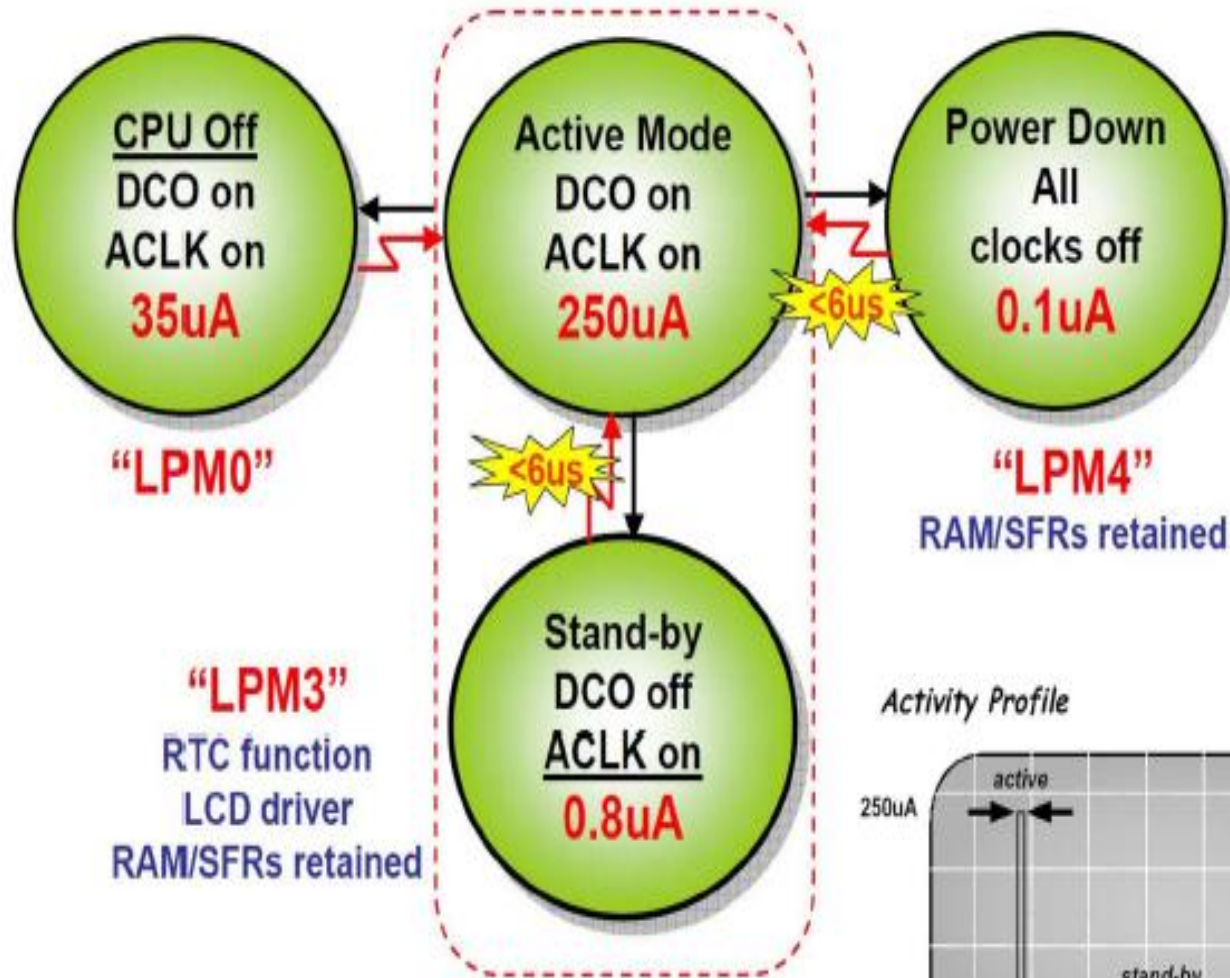 CPU Off
DCO on
ACLK on
35uA
“LPM0”
Active Mode
DCO on
ACLK on
250uA
<6us
Power Down
All
clocks off
0.1uA
“LPM4”
RAM/SFRs retained
<6us
Stand-by
DCO off
ACLK on
0.8uA
“LPM3”
RTC function
LCD driver
RAM/SFRs retained
Activity Profile
active
250uA
stand-by